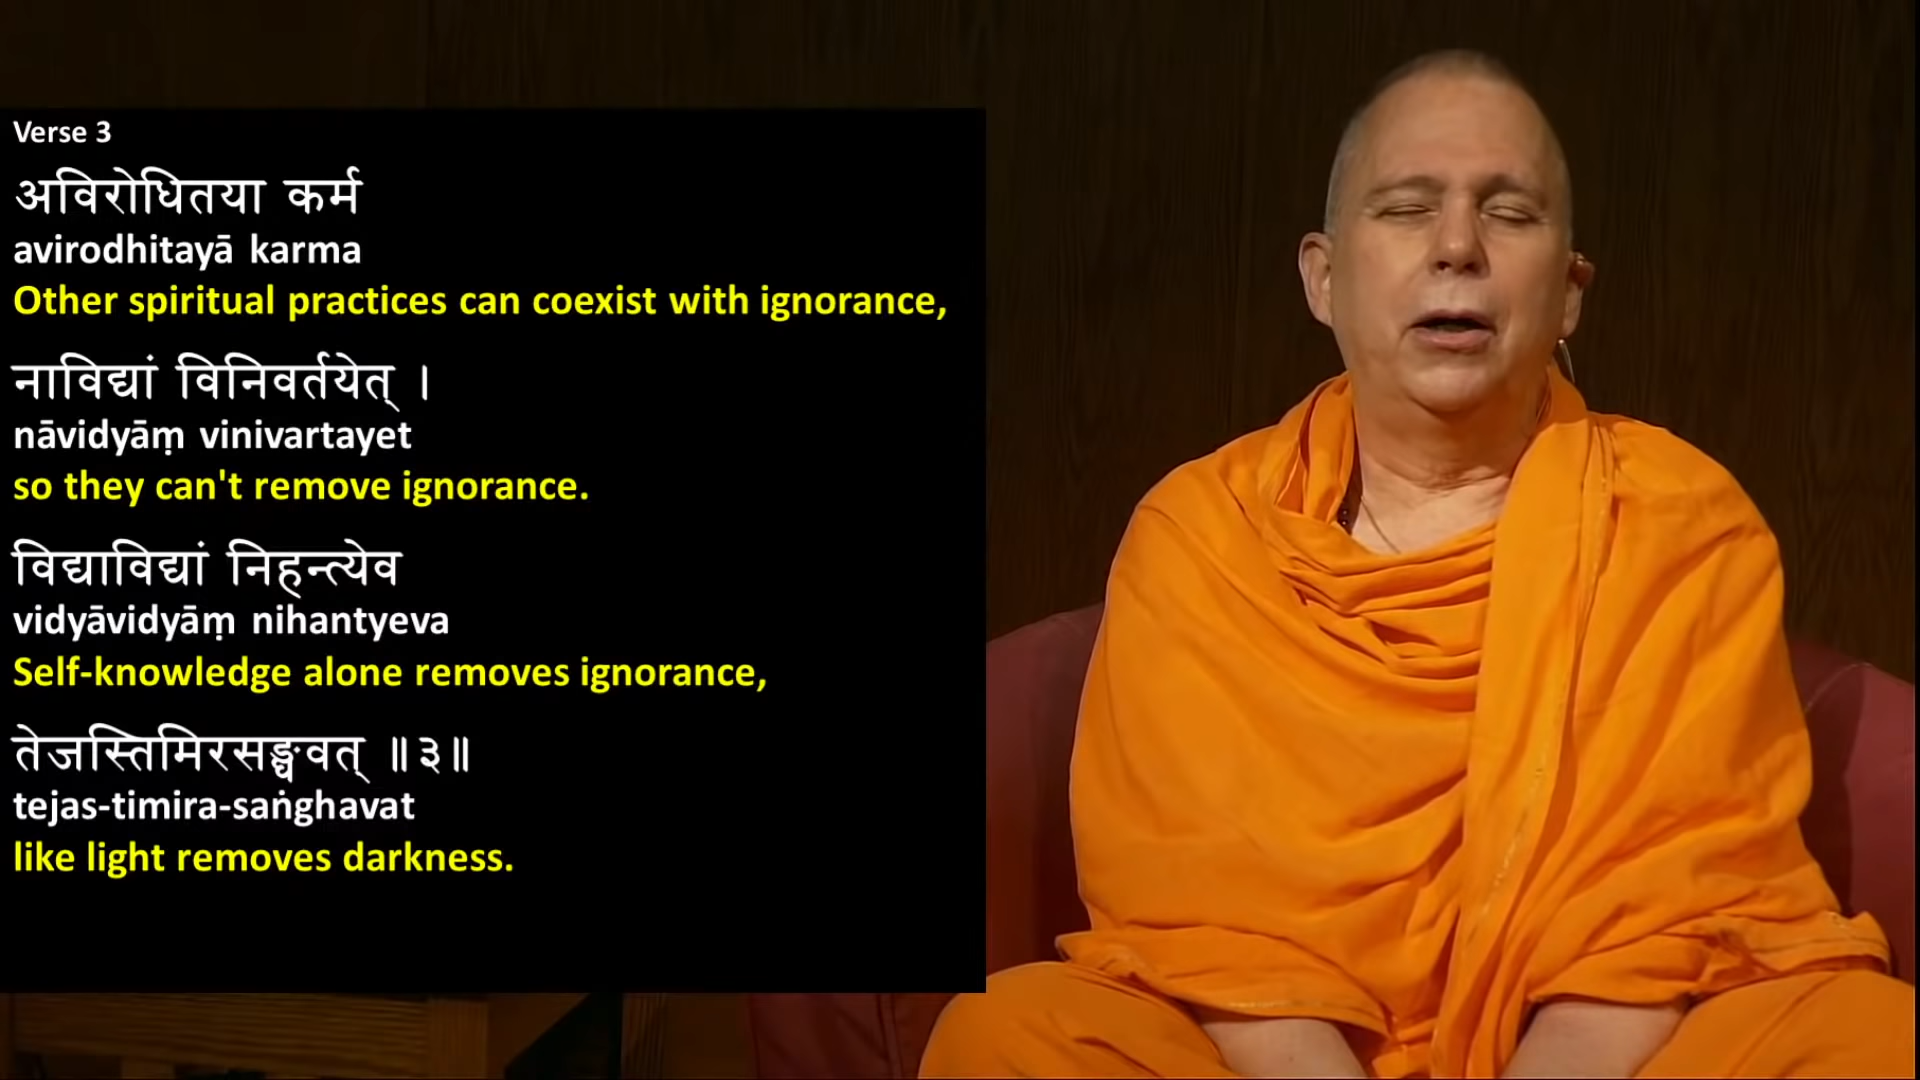 Verse 3
अविरोधितया कर्म
avirodhitayā karma
Other spiritual practices can coexist with ignorance,
नाविद्यां विनिवर्तयेत् ।
nāvidyāṃ vinivartayet
so they can't remove ignorance.
विद्याविद्यां निहन्त्येव
vidyāvidyāṃ nihantyeva
Self-knowledge alone removes ignorance,
तेजस्तिमिरसङ्घवत् ॥३॥
tejas-timira-saṅghavat
like light removes darkness.